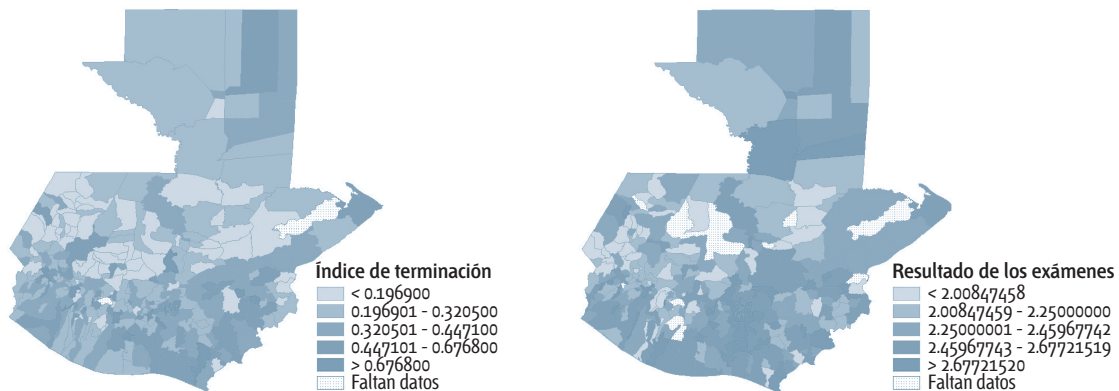 Índice de terminación
< 0.196900
0.196901 - 0.320500
0.320501 - 0.447100
0.447101 - 0.676800
> 0.676800
Faltan datos
Resultado de los exámenes
< 2.00847458
2.00847459 - 2.25000000
2.25000001 - 2.45967742
2.45967743 - 2.67721519
> 2.67721520
Faltan datos